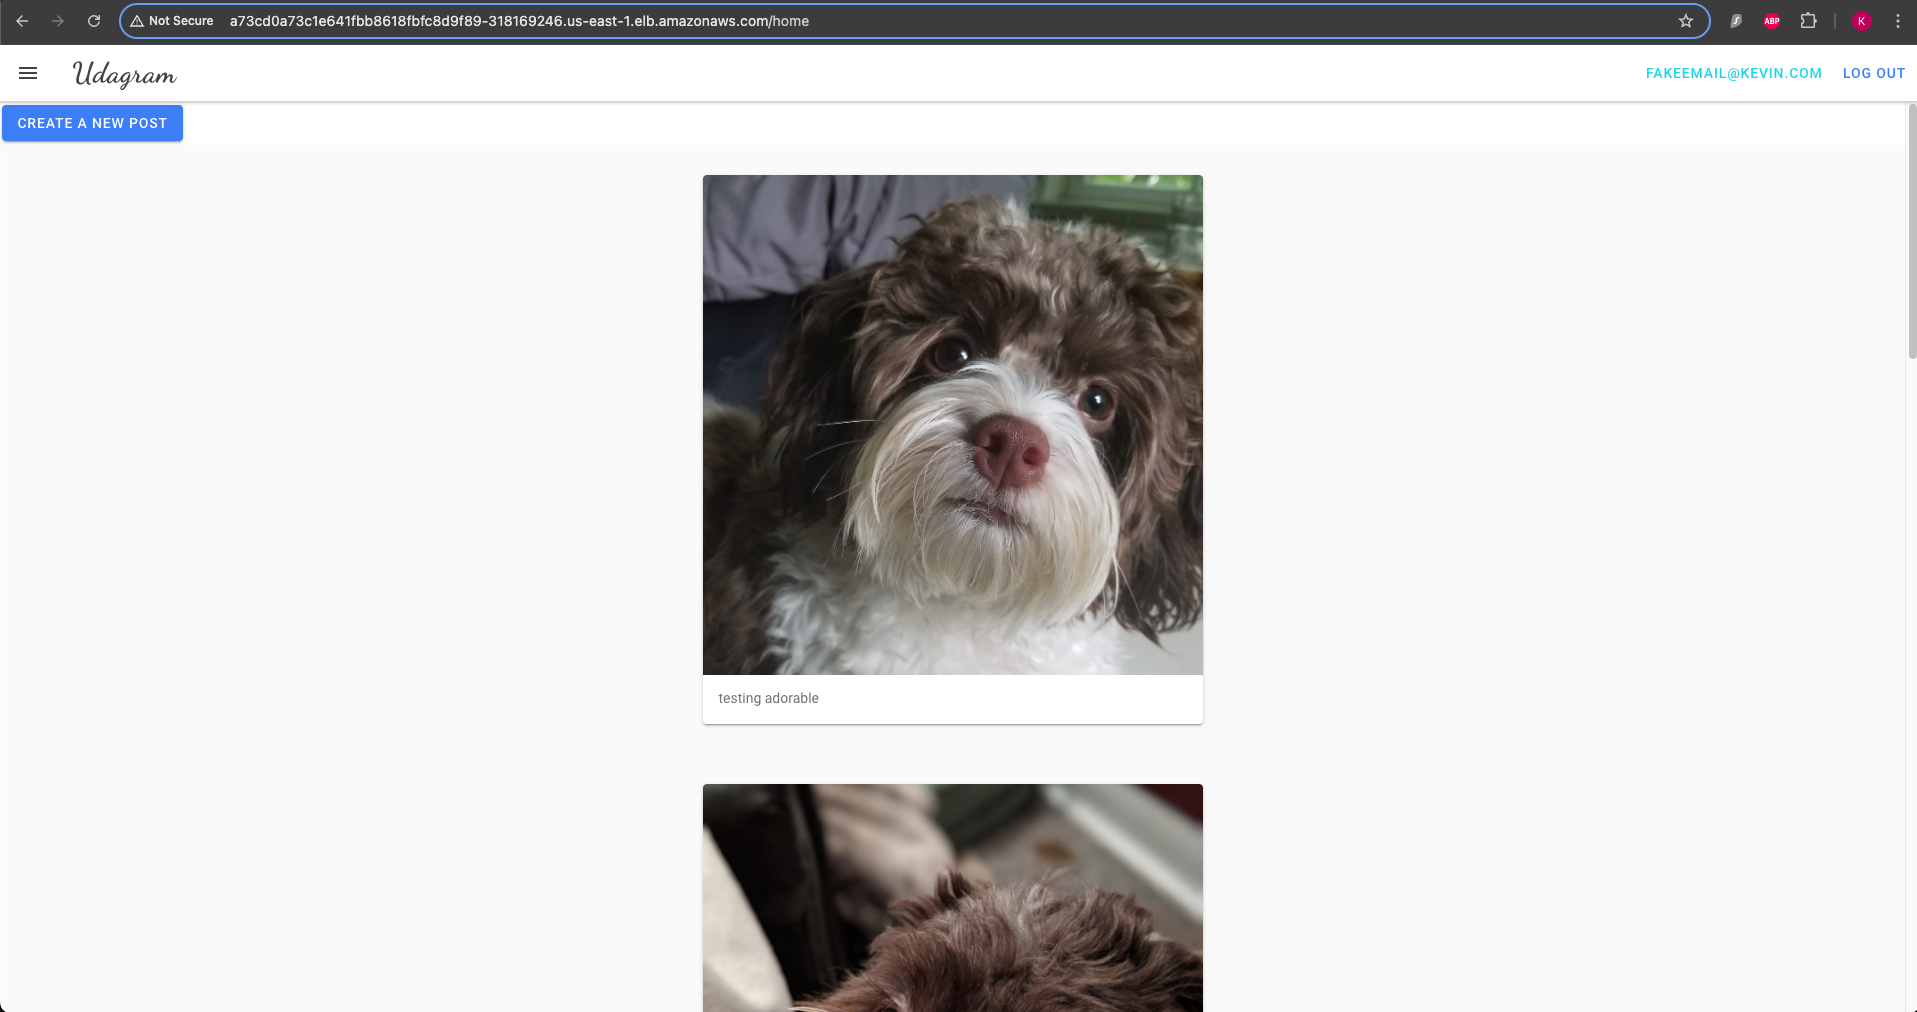 Not Secure a73cd0a73c1e641fbb8618fbfc8d9f89-318169246.us-east-1.elb.amazonaws.com/home ABP K
Udagram FAKEEMAIL@KEVIN.COM LOG OUT
CREATE A NEW POST
testing adorable